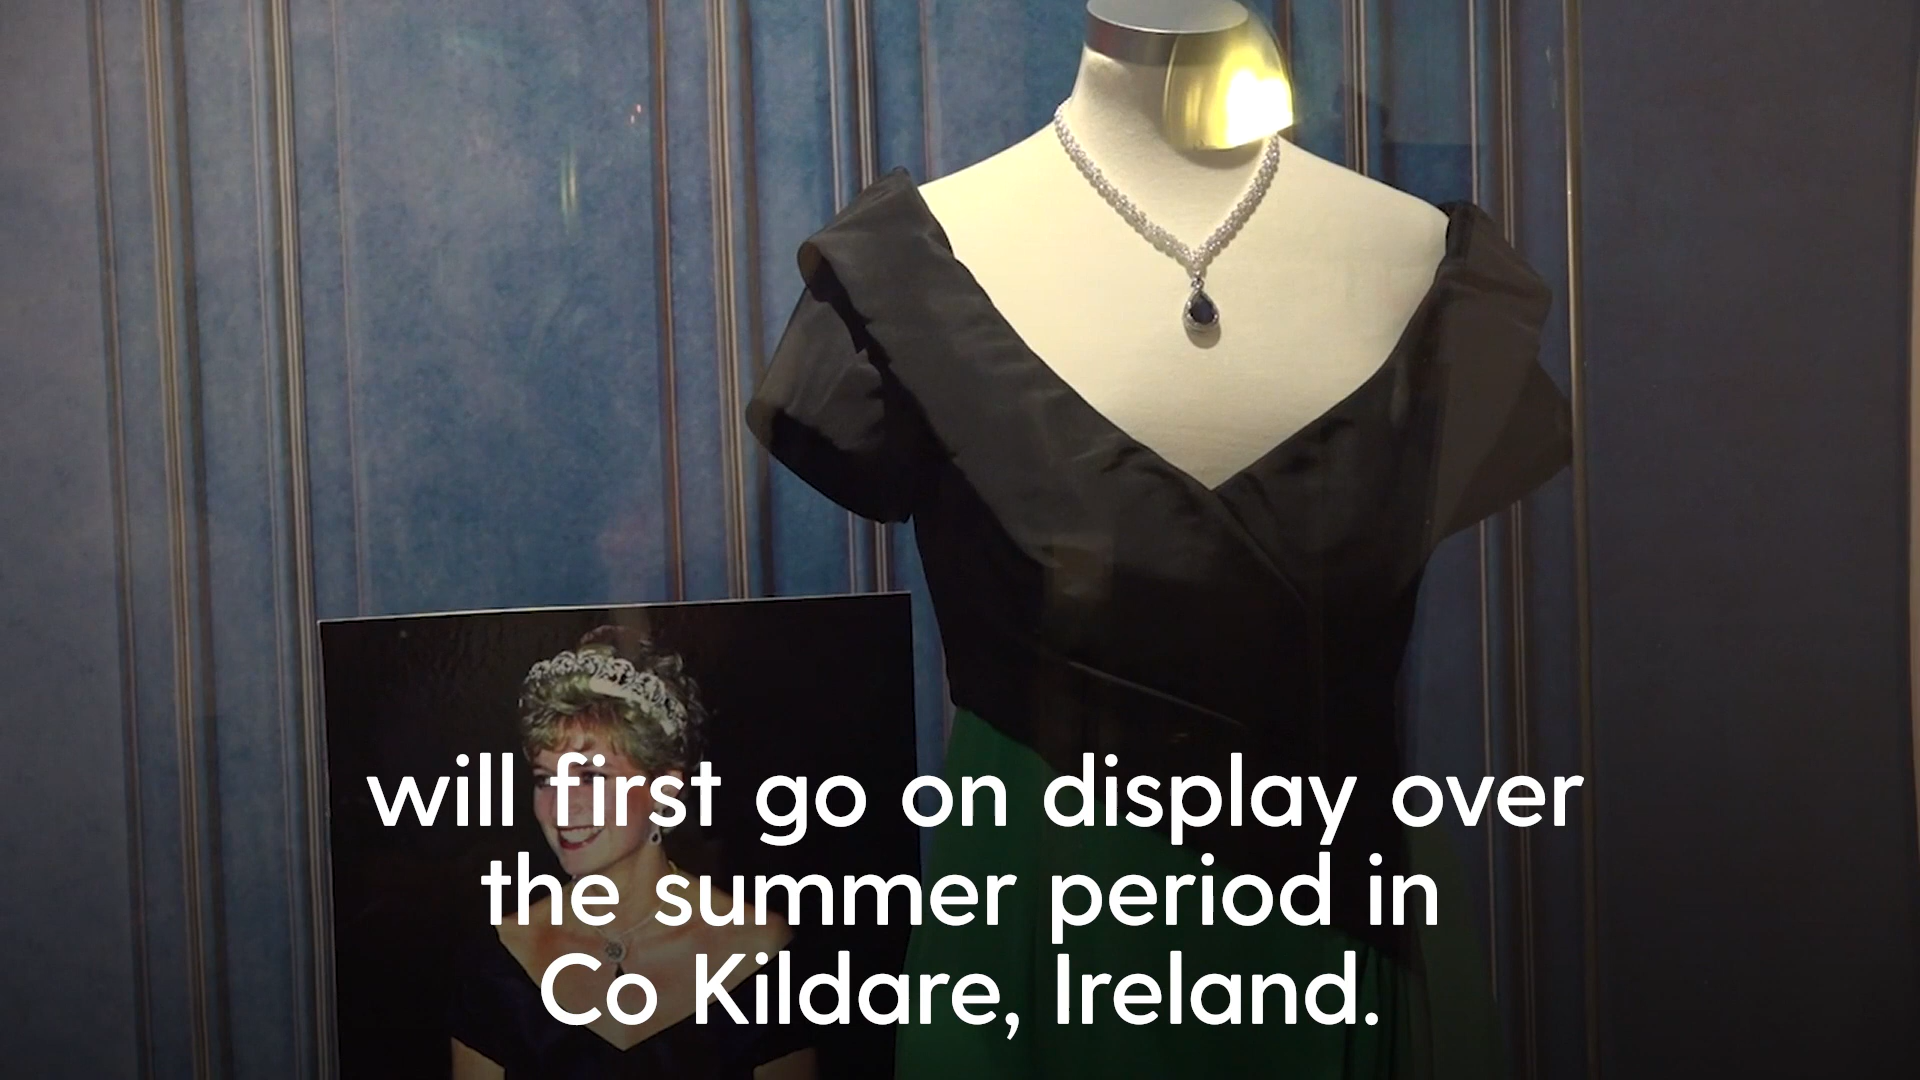 will first go on display over
the summer period in
Co Kildare, Ireland.